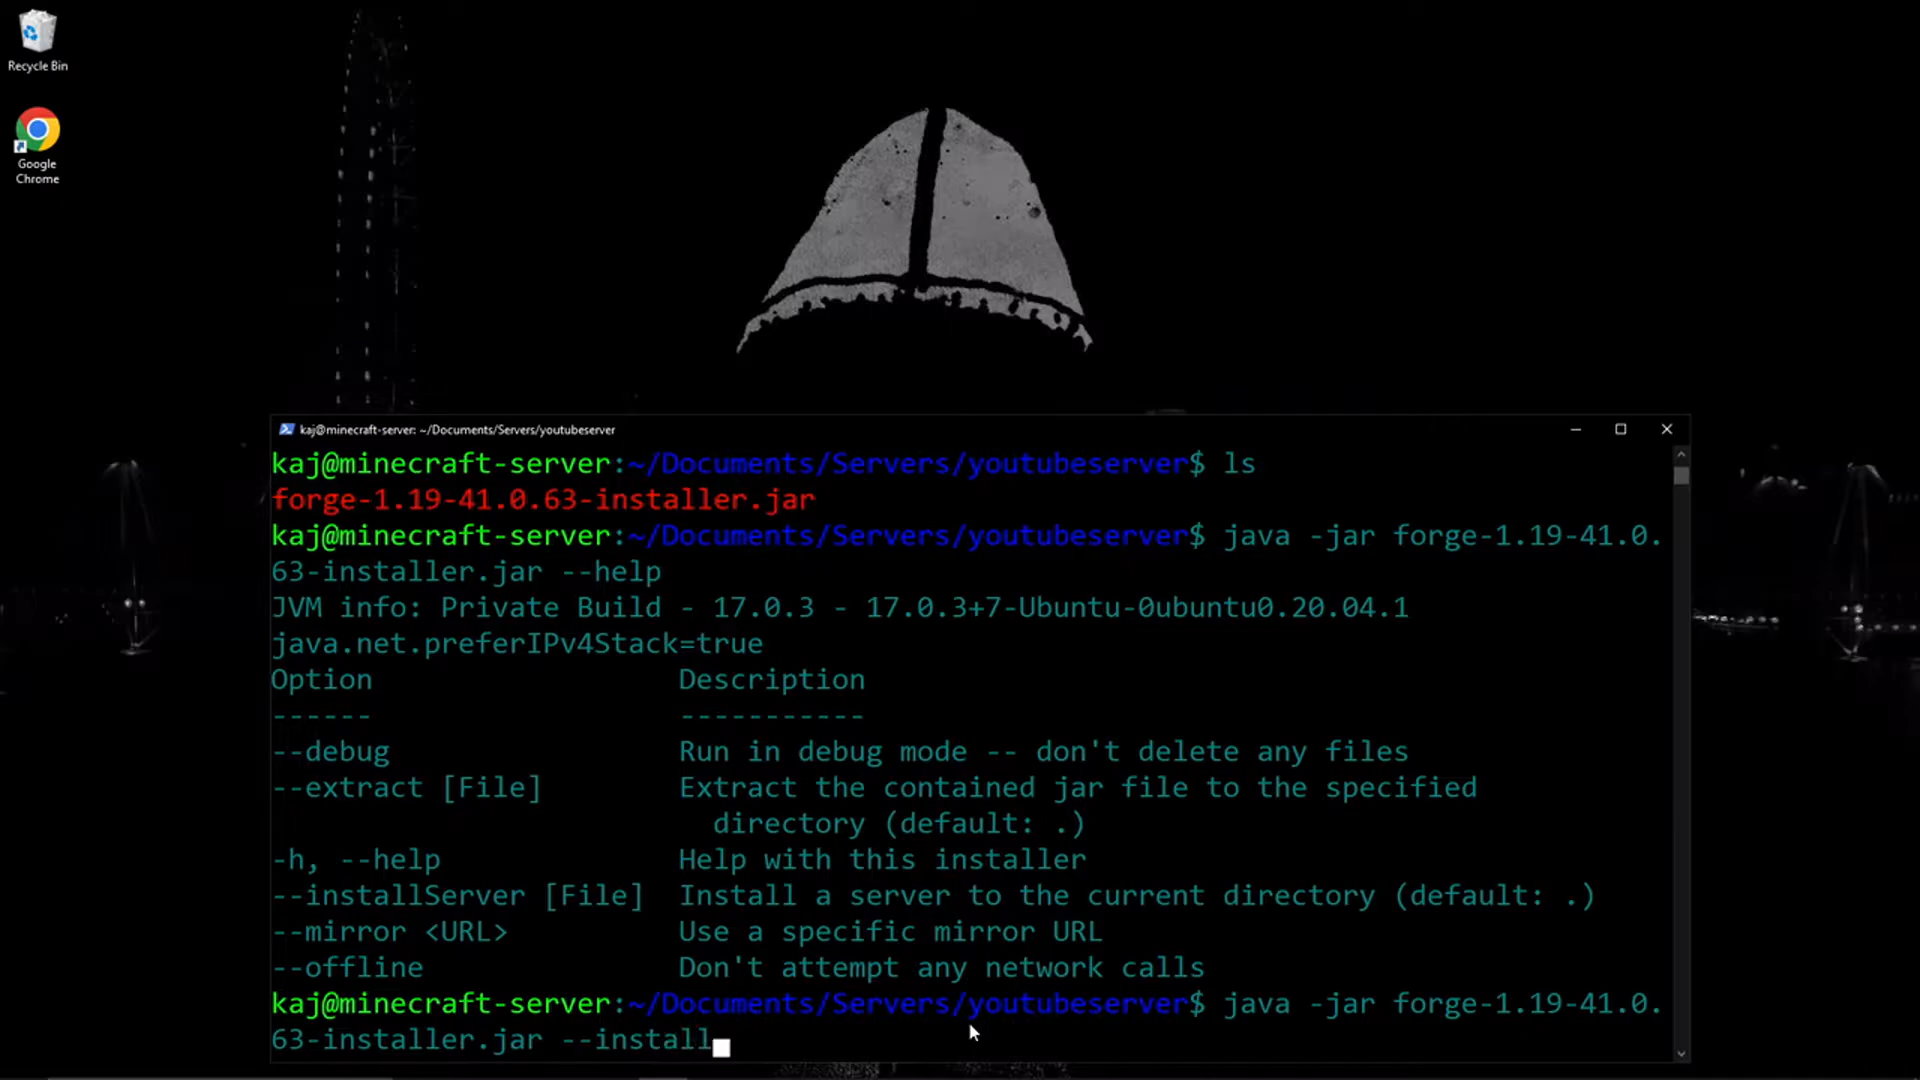 Recycle Bin
Google
Chrome
kaj@minecraft-server: ~/Documents/Servers/youtubeserver
kaj@minecraft-server:~/Documents/Servers/youtubeserver$ ls
forge-1.19-41.0.63-installer.jar
kaj@minecraft-server:~/Documents/Servers/youtubeserver$ java -jar forge-1.19-41.0.
63-installer.jar --help
JVM info: Private Build - 17.0.3 - 17.0.3+7-Ubuntu-0ubuntu0.20.04.1
java.net.preferIPv4Stack=true
Option Description
------ -----------
--debug Run in debug mode -- don't delete any files
--extract [File] Extract the contained jar file to the specified
directory (default: .)
-h, --help Help with this installer
--installServer [File] Install a server to the current directory (default: .)
--mirror <URL> Use a specific mirror URL
--offline Don't attempt any network calls
kaj@minecraft-server:~/Documents/Servers/youtubeserver$ java -jar forge-1.19-41.0.
63-installer.jar --install